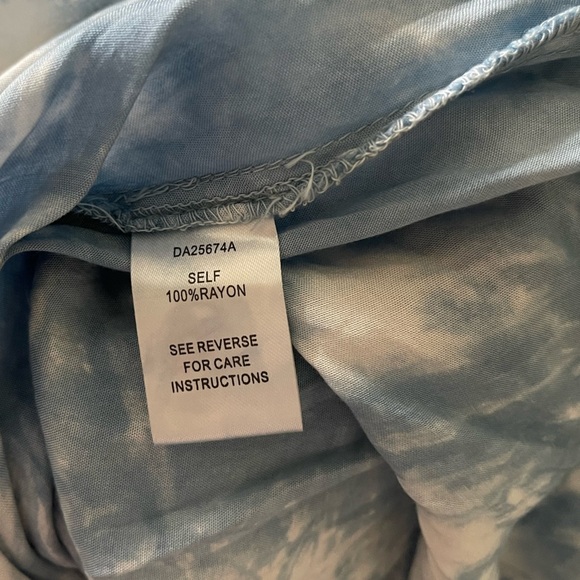 DA25674A
SELF
100%RAYON
SEE REVERSE
FOR CARE
INSTRUCTIONS